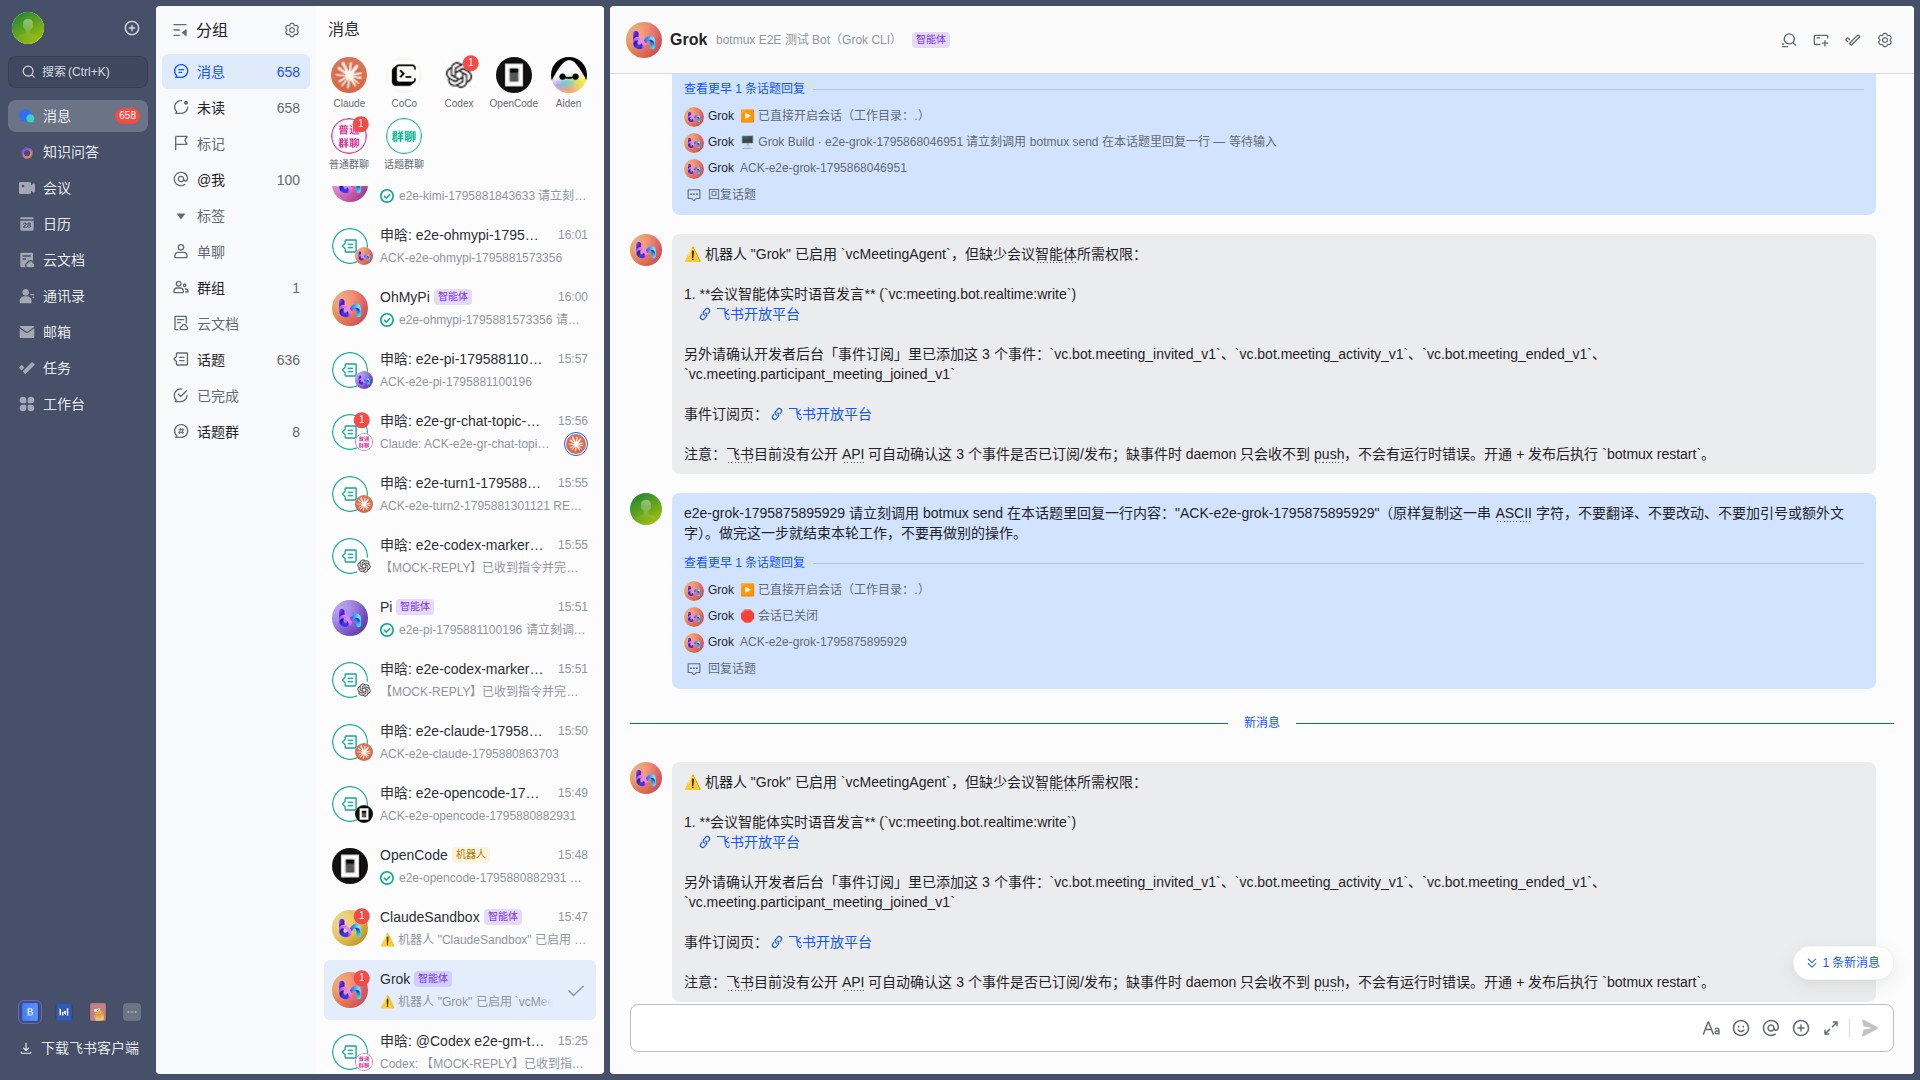 搜索 (Ctrl+K)
消息 658
知识问答
会议
日历
云文档
通讯录
邮箱
任务
工作台
下载飞书客户端
分组
消息 658
未读 658
标记
@我 100
标签
单聊
群组 1
云文档
话题 636
已完成
话题群 8
消息
Claude
CoCo
1
Codex
OpenCode
Aiden
1
普通群聊
群聊
话题群聊
e2e-kimi-1795881843633 请立刻…
申晗: e2e-ohmypi-1795… 16:01
ACK-e2e-ohmypi-1795881573356
OhMyPi 智能体 16:00
e2e-ohmypi-1795881573356 请…
申晗: e2e-pi-179588110… 15:57
ACK-e2e-pi-1795881100196
1
申晗: e2e-gr-chat-topic-… 15:56
Claude: ACK-e2e-gr-chat-topi…
申晗: e2e-turn1-179588… 15:55
ACK-e2e-turn2-1795881301121 RE…
申晗: e2e-codex-marker… 15:55
【MOCK-REPLY】已收到指令并完…
Pi 智能体 15:51
e2e-pi-1795881100196 请立刻调…
申晗: e2e-codex-marker… 15:51
【MOCK-REPLY】已收到指令并完…
申晗: e2e-claude-17958… 15:50
ACK-e2e-claude-1795880863703
申晗: e2e-opencode-17… 15:49
ACK-e2e-opencode-1795880882931
OpenCode 机器人 15:48
e2e-opencode-1795880882931 …
1
ClaudeSandbox 智能体 15:47
⚠️ 机器人 "ClaudeSandbox" 已启用 …
1
Grok 智能体
⚠️ 机器人 "Grok" 已启用 `vcMee
申晗: @Codex e2e-gm-t… 15:25
Codex: 【MOCK-REPLY】已收到指…
Grok botmux E2E 测试 Bot（Grok CLI） 智能体
查看更早 1 条话题回复
Grok ▶️ 已直接开启会话（工作目录: .）
Grok 🖥️ Grok Build · e2e-grok-1795868046951 请立刻调用 botmux send 在本话题里回复一行 — 等待输入
Grok ACK-e2e-grok-1795868046951
回复话题
⚠️ 机器人 "Grok" 已启用 `vcMeetingAgent`，但缺少会议智能体所需权限：
1. **会议智能体实时语音发言** (`vc:meeting.bot.realtime:write`)
飞书开放平台
另外请确认开发者后台「事件订阅」里已添加这 3 个事件：`vc.bot.meeting_invited_v1`、`vc.bot.meeting_activity_v1`、`vc.bot.meeting_ended_v1`、
`vc.meeting.participant_meeting_joined_v1`
事件订阅页： 飞书开放平台
注意：飞书目前没有公开 API 可自动确认这 3 个事件是否已订阅/发布；缺事件时 daemon 只会收不到 push，不会有运行时错误。开通 + 发布后执行 `botmux restart`。
e2e-grok-1795875895929 请立刻调用 botmux send 在本话题里回复一行内容："ACK-e2e-grok-1795875895929"（原样复制这一串 ASCII 字符，不要翻译、不要改动、不要加引号或额外文
字）。做完这一步就结束本轮工作，不要再做别的操作。
查看更早 1 条话题回复
Grok ▶️ 已直接开启会话（工作目录: .）
Grok 🛑 会话已关闭
Grok ACK-e2e-grok-1795875895929
回复话题
新消息
⚠️ 机器人 "Grok" 已启用 `vcMeetingAgent`，但缺少会议智能体所需权限：
1. **会议智能体实时语音发言** (`vc:meeting.bot.realtime:write`)
飞书开放平台
另外请确认开发者后台「事件订阅」里已添加这 3 个事件：`vc.bot.meeting_invited_v1`、`vc.bot.meeting_activity_v1`、`vc.bot.meeting_ended_v1`、
`vc.meeting.participant_meeting_joined_v1`
事件订阅页： 飞书开放平台
注意：飞书目前没有公开 API 可自动确认这 3 个事件是否已订阅/发布；缺事件时 daemon 只会收不到 push，不会有运行时错误。开通 + 发布后执行 `botmux restart`。
1 条新消息